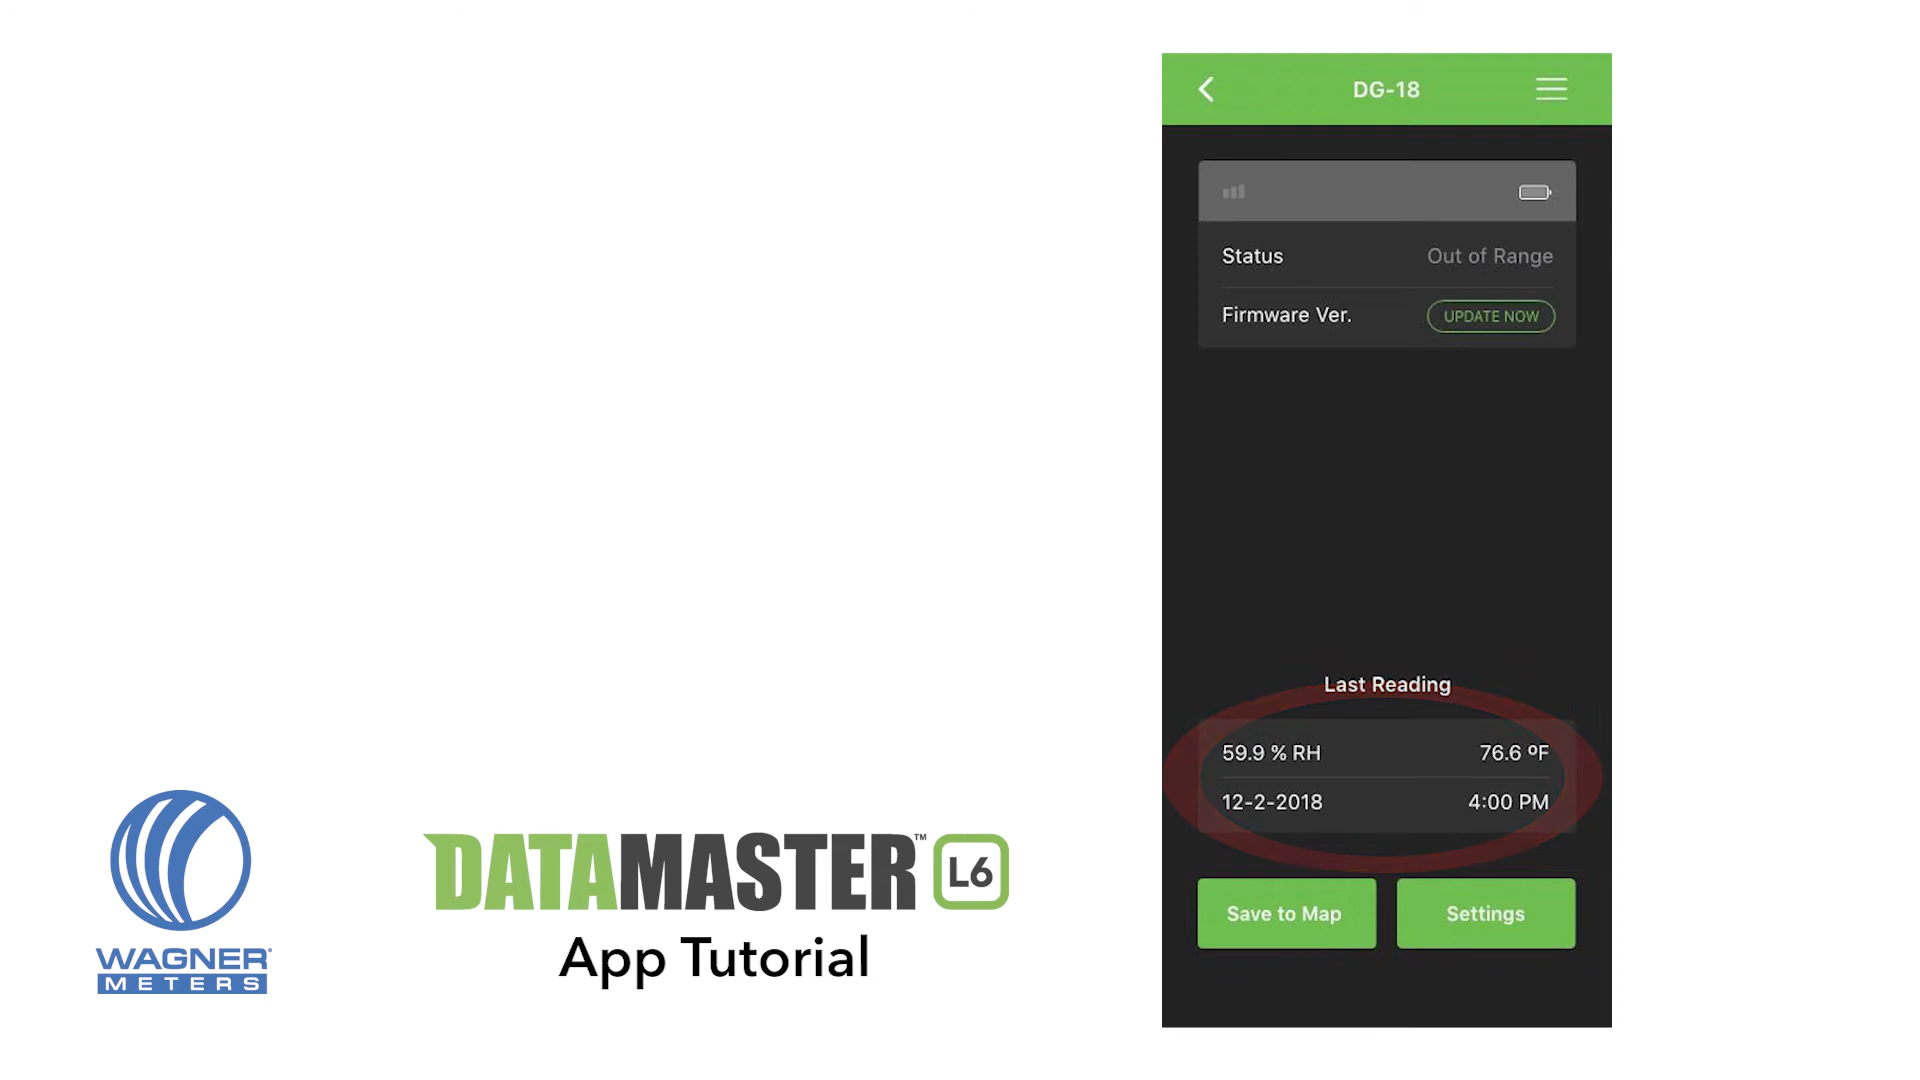 DG-18
Status Out of Range
Firmware Ver. UPDATE NOW
Last Reading
59.9 % RH 76.6 ºF
12-2-2018 4:00 PM
Save to Map Settings
WAGNER®
METERS
DATAMASTER™ L6
App Tutorial